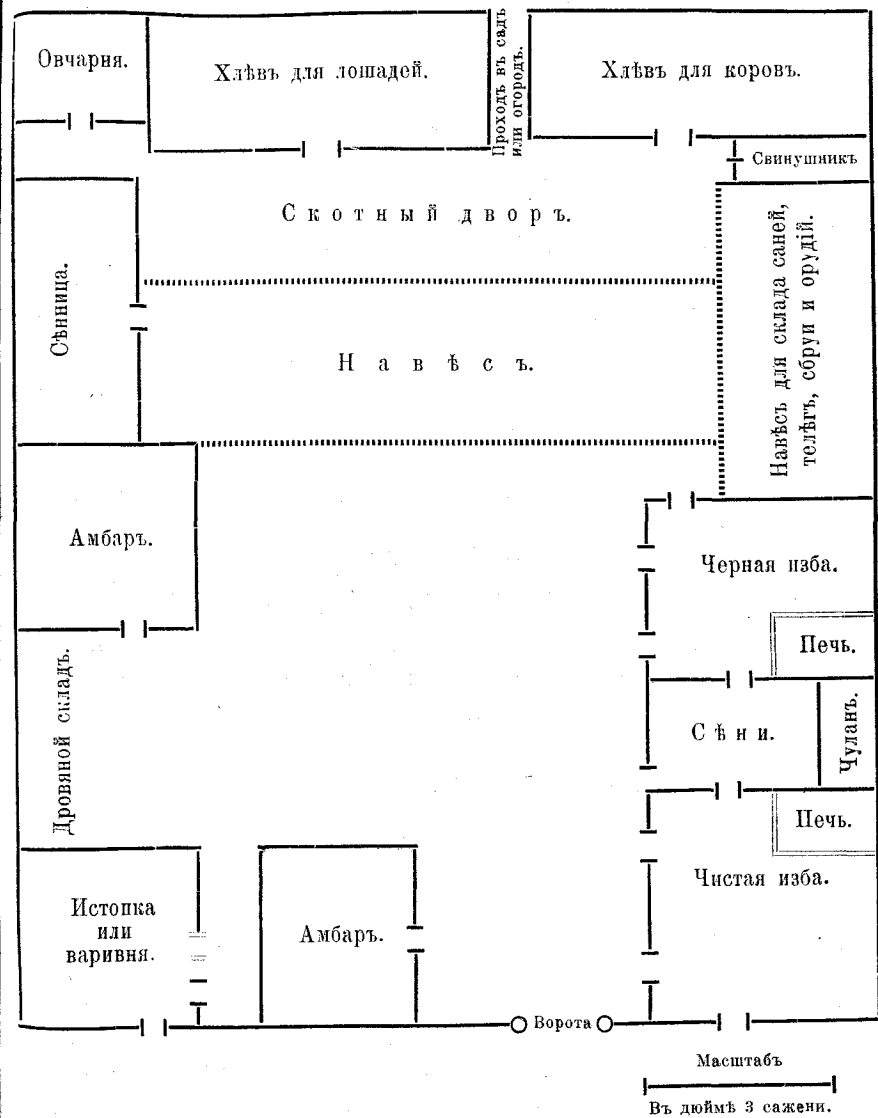 Овчарня.
Хлѣвъ для лошадей.
Проходъ въ садъ
или огородъ.
Хлѣвъ для коровъ.
Свинушникъ
Скотный дворъ.
Сѣнница.
Навѣсъ.
Навѣсъ для склада саней,
телѣгъ, сбруи и орудій.
Амбаръ.
Черная изба.
Печь.
Дровяной складъ.
Сѣни.
Чуланъ.
Печь.
Чистая изба.
Истопка
или
варивня.
Амбаръ.
Ворота
Масштабъ
Въ дюймѣ 3 сажени.